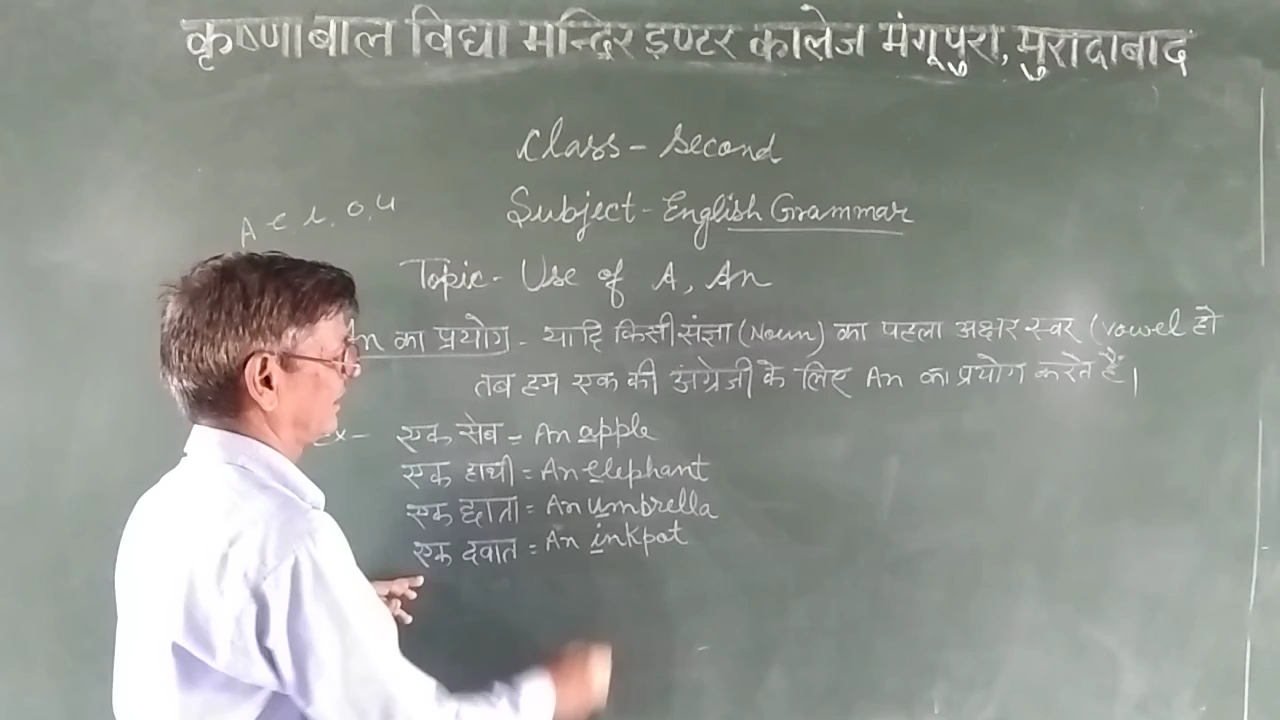 कृष्णा बाल विद्या मन्दिर इण्टर कालेज मंगूपुरा, मुरादाबाद
Class - Second
A e i, o, u
Subject - English Grammar
Topic - Use of A, An
An का प्रयोग - यादि किसी संज्ञा (Noun) का पहला अक्षर स्वर (vowel हो
तब हम एक की अंग्रेजी के लिए An का प्रयोग करते हैं।
Ex - एक सेब = An apple
एक हाथी = An elephant
एक छाता = An umbrella
एक दवात = An inkpot